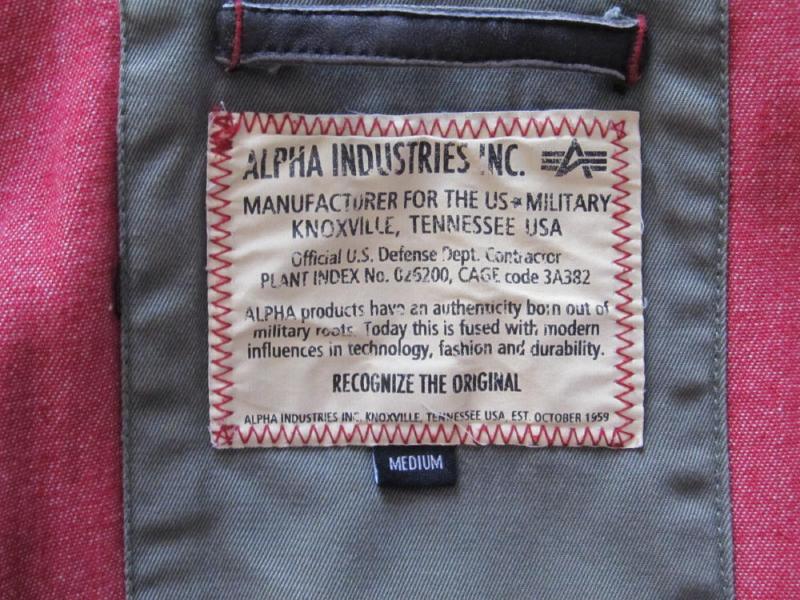 ALPHA INDUSTRIES INC.
MANUFACTURER FOR THE US MILITARY
KNOXVILLE, TENNESSEE USA
Official U.S. Defense Dept. Contractor
PLANT INDEX No. 026200, CAGE code 3A382
ALPHA products have an authenticity born out of
military roots. Today this is fused with modern
influences in technology, fashion and durability.
RECOGNIZE THE ORIGINAL
ALPHA INDUSTRIES INC. KNOXVILLE, TENNESSEE USA, EST. OCTOBER 1959
MEDIUM